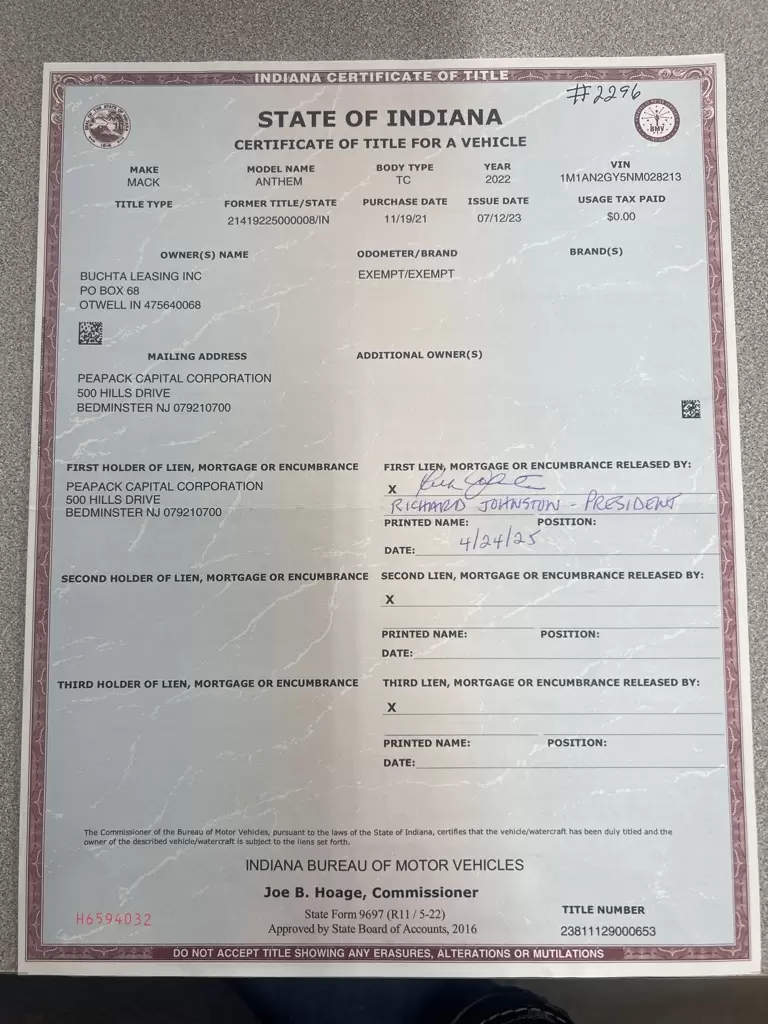 INDIANA CERTIFICATE OF TITLE
#2296
STATE OF INDIANA
CERTIFICATE OF TITLE FOR A VEHICLE
BMV
MAKE MODEL NAME BODY TYPE YEAR VIN
MACK ANTHEM TC 2022 1M1AN2GY5NM028213
TITLE TYPE FORMER TITLE/STATE PURCHASE DATE ISSUE DATE USAGE TAX PAID
21419225000008/IN 11/19/21 07/12/23 $0.00
OWNER(S) NAME ODOMETER/BRAND BRAND(S)
BUCHTA LEASING INC EXEMPT/EXEMPT
PO BOX 68
OTWELL IN 475640068
MAILING ADDRESS ADDITIONAL OWNER(S)
PEAPACK CAPITAL CORPORATION
500 HILLS DRIVE
BEDMINSTER NJ 079210700
FIRST HOLDER OF LIEN, MORTGAGE OR ENCUMBRANCE FIRST LIEN, MORTGAGE OR ENCUMBRANCE RELEASED BY:
PEAPACK CAPITAL CORPORATION X
500 HILLS DRIVE RICHARD JOHNSTON - PRESIDENT
BEDMINSTER NJ 079210700
PRINTED NAME: POSITION:
DATE: 4/24/25
SECOND HOLDER OF LIEN, MORTGAGE OR ENCUMBRANCE SECOND LIEN, MORTGAGE OR ENCUMBRANCE RELEASED BY:
X
PRINTED NAME: POSITION:
DATE:
THIRD HOLDER OF LIEN, MORTGAGE OR ENCUMBRANCE THIRD LIEN, MORTGAGE OR ENCUMBRANCE RELEASED BY:
X
PRINTED NAME: POSITION:
DATE:
The Commissioner of the Bureau of Motor Vehicles, pursuant to the laws of the State of Indiana, certifies that the vehicle/watercraft has been duly titled and the
owner of the described vehicle/watercraft is subject to the liens set forth.
INDIANA BUREAU OF MOTOR VEHICLES
Joe B. Hoage, Commissioner
H6594032 State Form 9697 (R11 / 5-22) TITLE NUMBER
Approved by State Board of Accounts, 2016 23811129000653
DO NOT ACCEPT TITLE SHOWING ANY ERASURES, ALTERATIONS OR MUTILATIONS